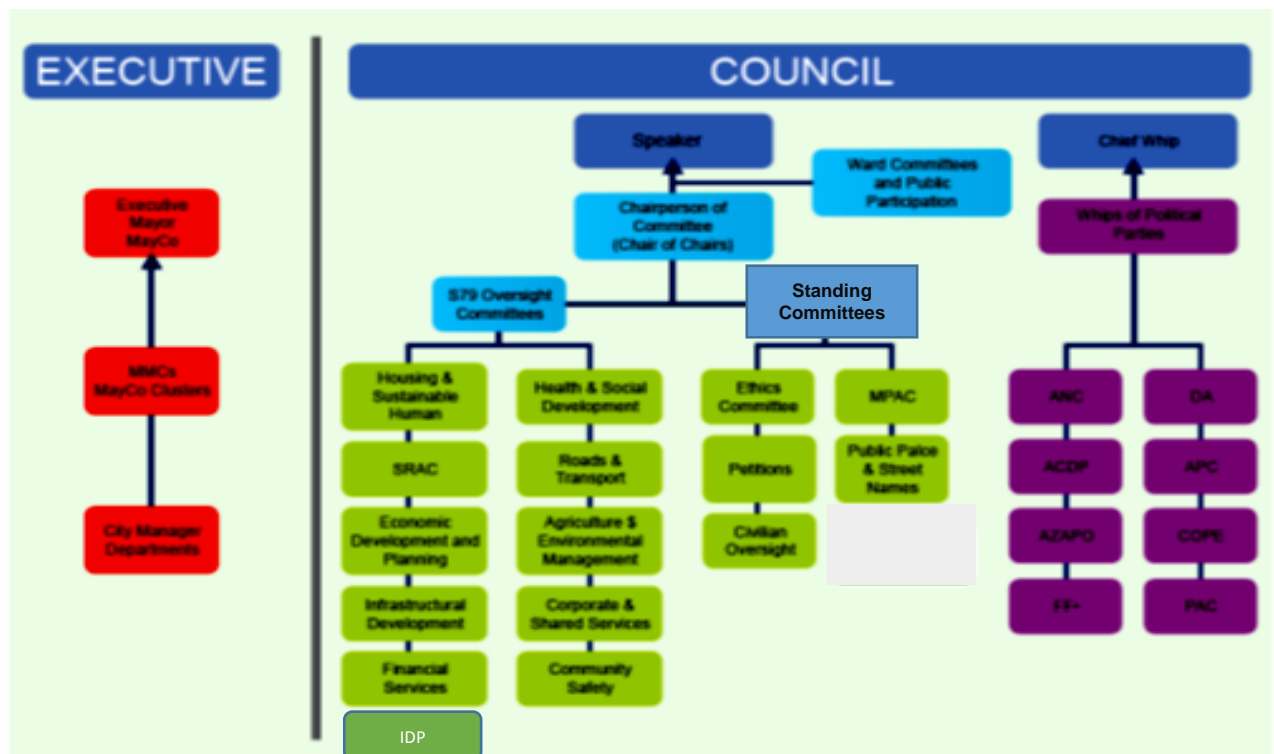 EXECUTIVE
COUNCIL
Speaker
Chief Whip
Ward Committees
and Public
Participation
Executive
Mayor
MayCo
Chairperson of
Committee
(Chair of Chairs)
Whips of Political
Parties
S79 Oversight
Committees
Standing
Committees
MMCs
MayCo Clusters
City Manager
Departments
Housing &
Sustainable
Human
SRAC
Economic
Development and
Planning
Infrastructural
Development
Financial
Services
IDP
Health & Social
Development
Roads &
Transport
Agriculture $
Environmental
Management
Corporate &
Shared Services
Community
Safety
Ethics
Committee
Petitions
Civilian
Oversight
MPAC
Public Palce
& Street
Names
ANC
ACDP
AZAPO
FF+
DA
APC
COPE
PAC